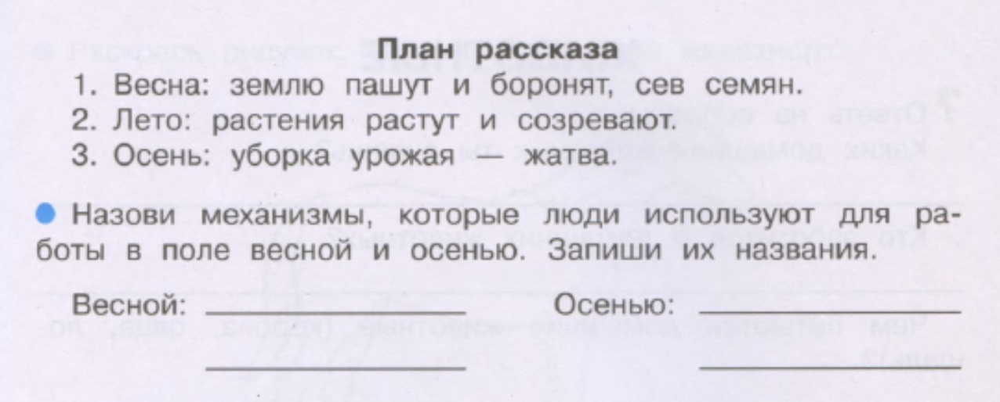 План рассказа
1. Весна: землю пашут и боронят, сев семян.
2. Лето: растения растут и созревают.
3. Осень: уборка урожая — жатва.
Назови механизмы, которые люди используют для ра-
боты в поле весной и осенью. Запиши их названия.
Весной: Осенью: